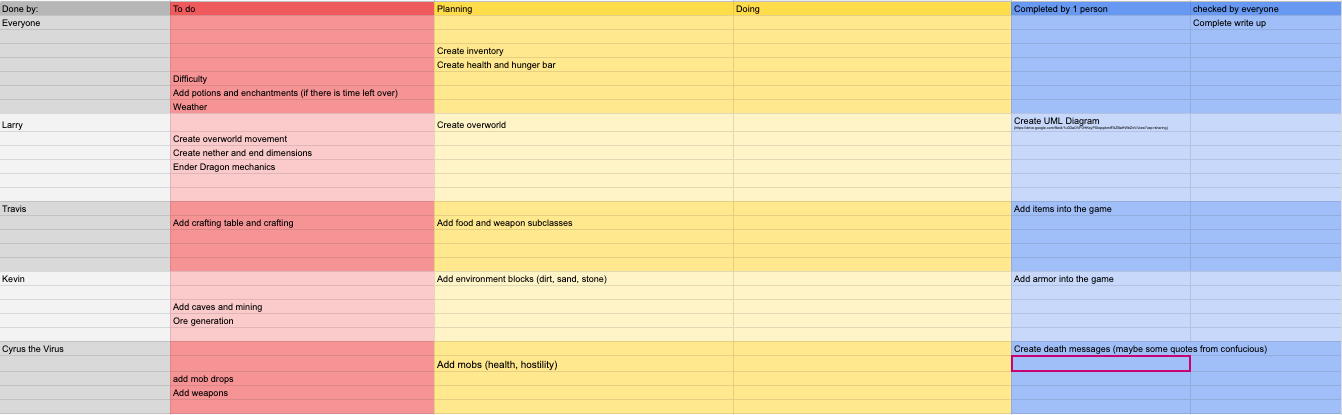 Done by: To do Planning Doing Completed by 1 person checked by everyone
Everyone Complete write up
Create inventory
Create health and hunger bar
Difficulty
Add potions and enchantments (if there is time left over)
Weather
Larry Create overworld Create UML Diagram
Create overworld movement
Create nether and end dimensions
Ender Dragon mechanics
Travis Add items into the game
Add crafting table and crafting Add food and weapon subclasses
Kevin Add environment blocks (dirt, sand, stone) Add armor into the game
Add caves and mining
Ore generation
Cyrus the Virus Create death messages (maybe some quotes from confucious)
Add mobs (health, hostility)
add mob drops
Add weapons